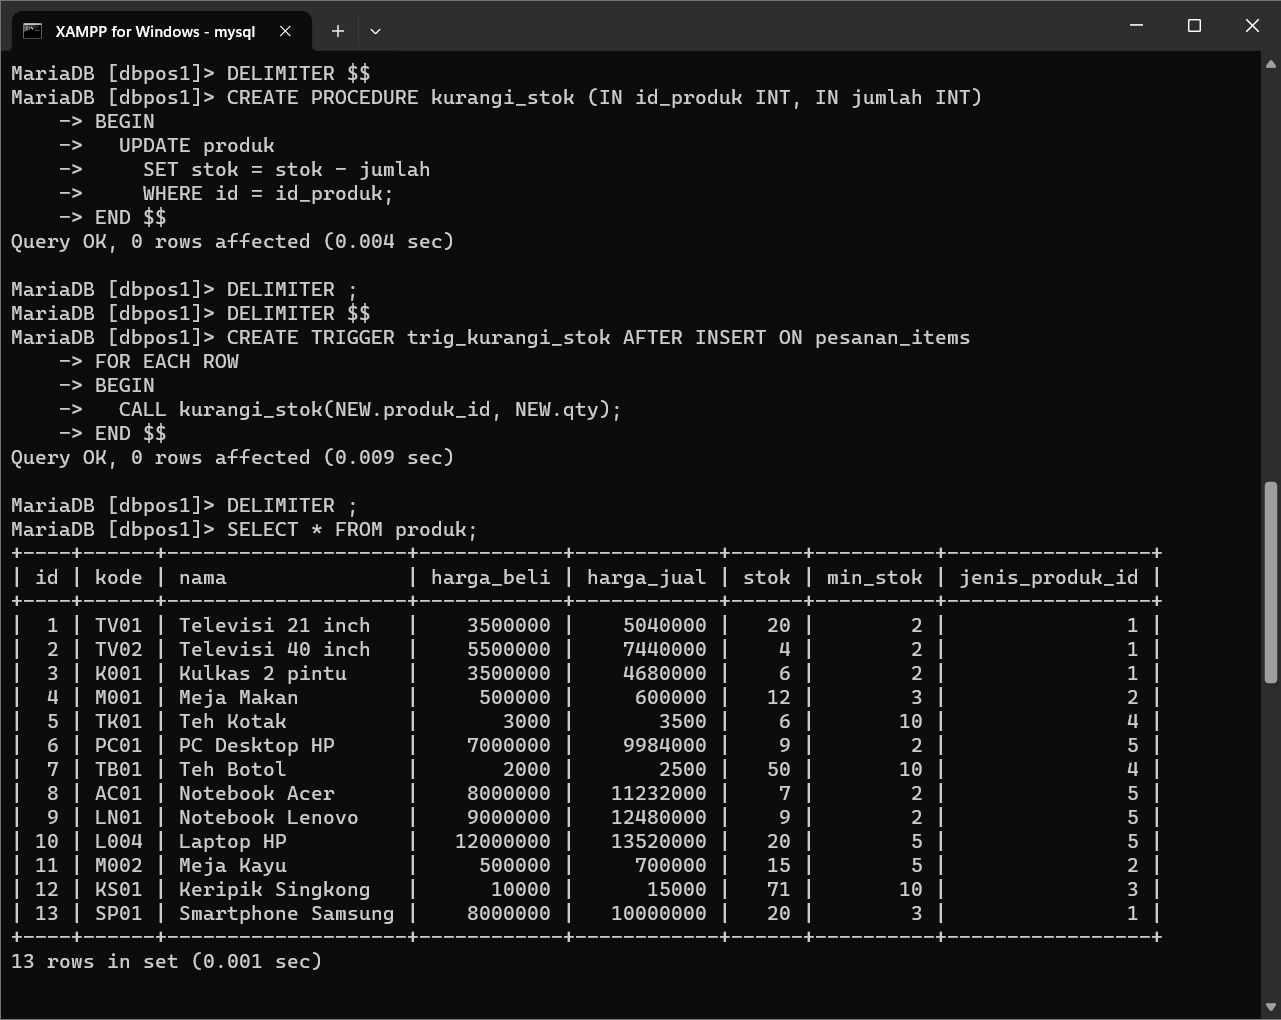 XAMPP for Windows - mysql
MariaDB [dbpos1]> DELIMITER $$
MariaDB [dbpos1]> CREATE PROCEDURE kurangi_stok (IN id_produk INT, IN jumlah INT)
    -> BEGIN
    ->   UPDATE produk
    ->     SET stok = stok - jumlah
    ->     WHERE id = id_produk;
    -> END $$
Query OK, 0 rows affected (0.004 sec)

MariaDB [dbpos1]> DELIMITER ;
MariaDB [dbpos1]> DELIMITER $$
MariaDB [dbpos1]> CREATE TRIGGER trig_kurangi_stok AFTER INSERT ON pesanan_items
    -> FOR EACH ROW
    -> BEGIN
    ->   CALL kurangi_stok(NEW.produk_id, NEW.qty);
    -> END $$
Query OK, 0 rows affected (0.009 sec)

MariaDB [dbpos1]> DELIMITER ;
MariaDB [dbpos1]> SELECT * FROM produk;
+----+------+--------------------+------------+------------+------+----------+-----------------+
| id | kode | nama               | harga_beli | harga_jual | stok | min_stok | jenis_produk_id |
+----+------+--------------------+------------+------------+------+----------+-----------------+
|  1 | TV01 | Televisi 21 inch   |    3500000 |    5040000 |   20 |        2 |               1 |
|  2 | TV02 | Televisi 40 inch   |    5500000 |    7440000 |    4 |        2 |               1 |
|  3 | K001 | Kulkas 2 pintu     |    3500000 |    4680000 |    6 |        2 |               1 |
|  4 | M001 | Meja Makan         |     500000 |     600000 |   12 |        3 |               2 |
|  5 | TK01 | Teh Kotak          |       3000 |       3500 |    6 |       10 |               4 |
|  6 | PC01 | PC Desktop HP      |    7000000 |    9984000 |    9 |        2 |               5 |
|  7 | TB01 | Teh Botol          |       2000 |       2500 |   50 |       10 |               4 |
|  8 | AC01 | Notebook Acer      |    8000000 |   11232000 |    7 |        2 |               5 |
|  9 | LN01 | Notebook Lenovo    |    9000000 |   12480000 |    9 |        2 |               5 |
| 10 | L004 | Laptop HP          |   12000000 |   13520000 |   20 |        5 |               5 |
| 11 | M002 | Meja Kayu          |     500000 |     700000 |   15 |        5 |               2 |
| 12 | KS01 | Keripik Singkong   |      10000 |      15000 |   71 |       10 |               3 |
| 13 | SP01 | Smartphone Samsung |    8000000 |   10000000 |   20 |        3 |               1 |
+----+------+--------------------+------------+------------+------+----------+-----------------+
13 rows in set (0.001 sec)